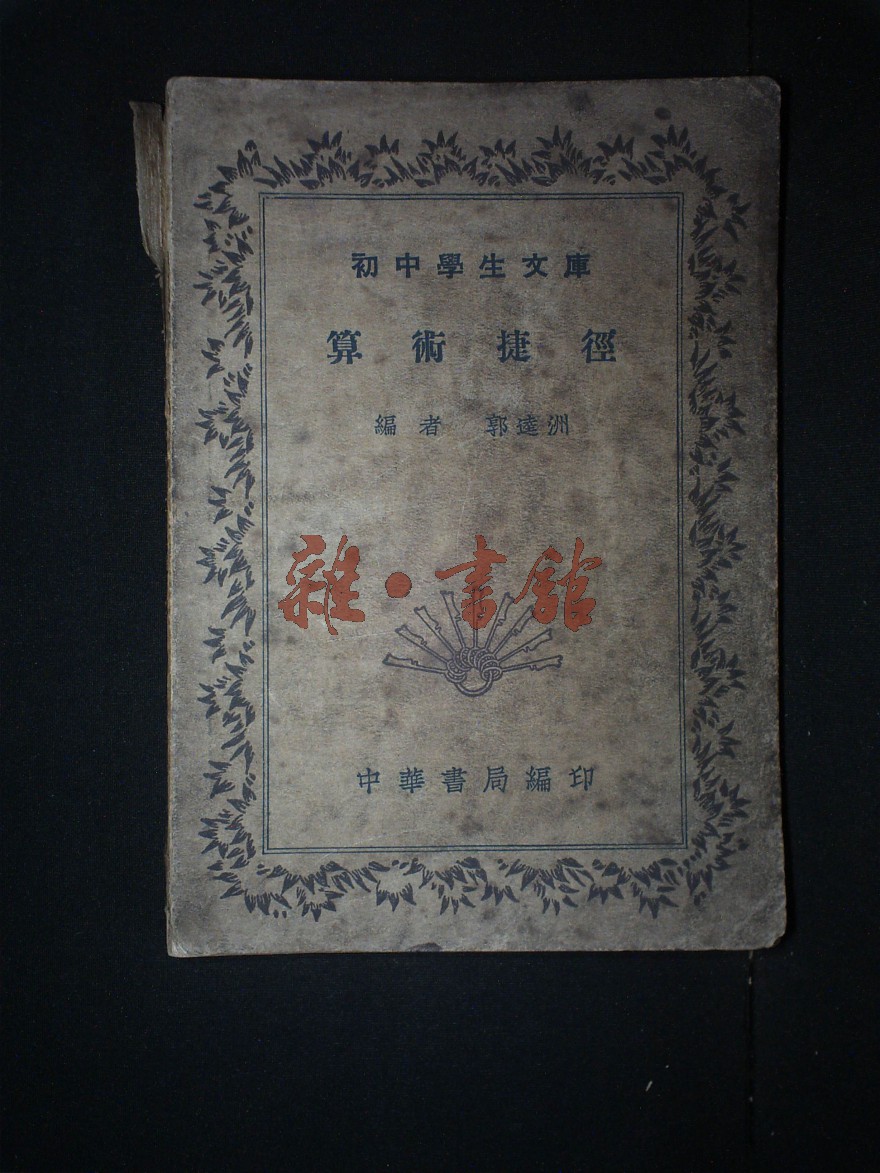 初中學生文庫
算術捷徑
編者 郭逵洲
雜·書館
中華書局編印